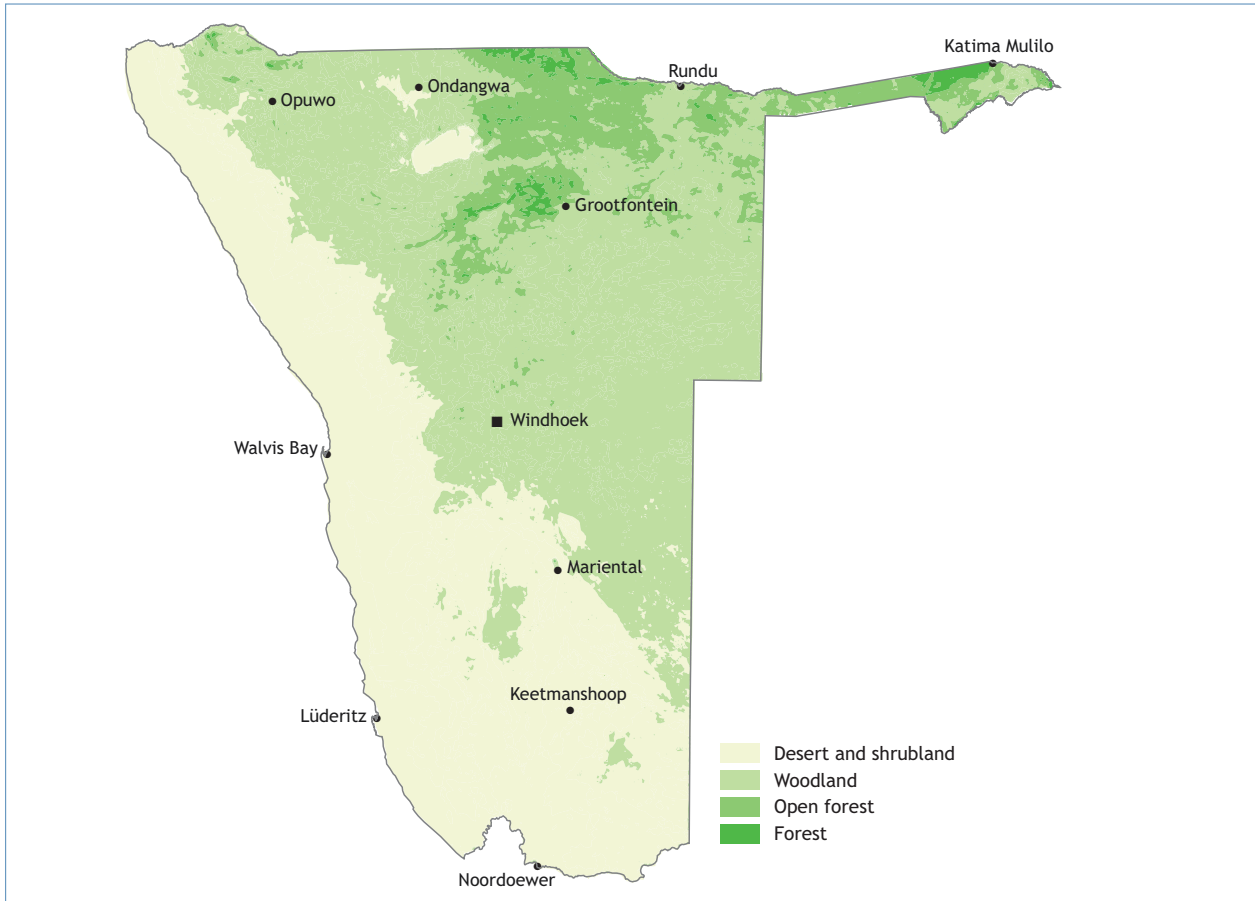 Katima Mulilo
Rundu
Ondangwa
Opuwo
Grootfontein
Windhoek
Walvis Bay
Mariental
Keetmanshoop
Lüderitz
Desert and shrubland
Woodland
Open forest
Forest
Noordoewer